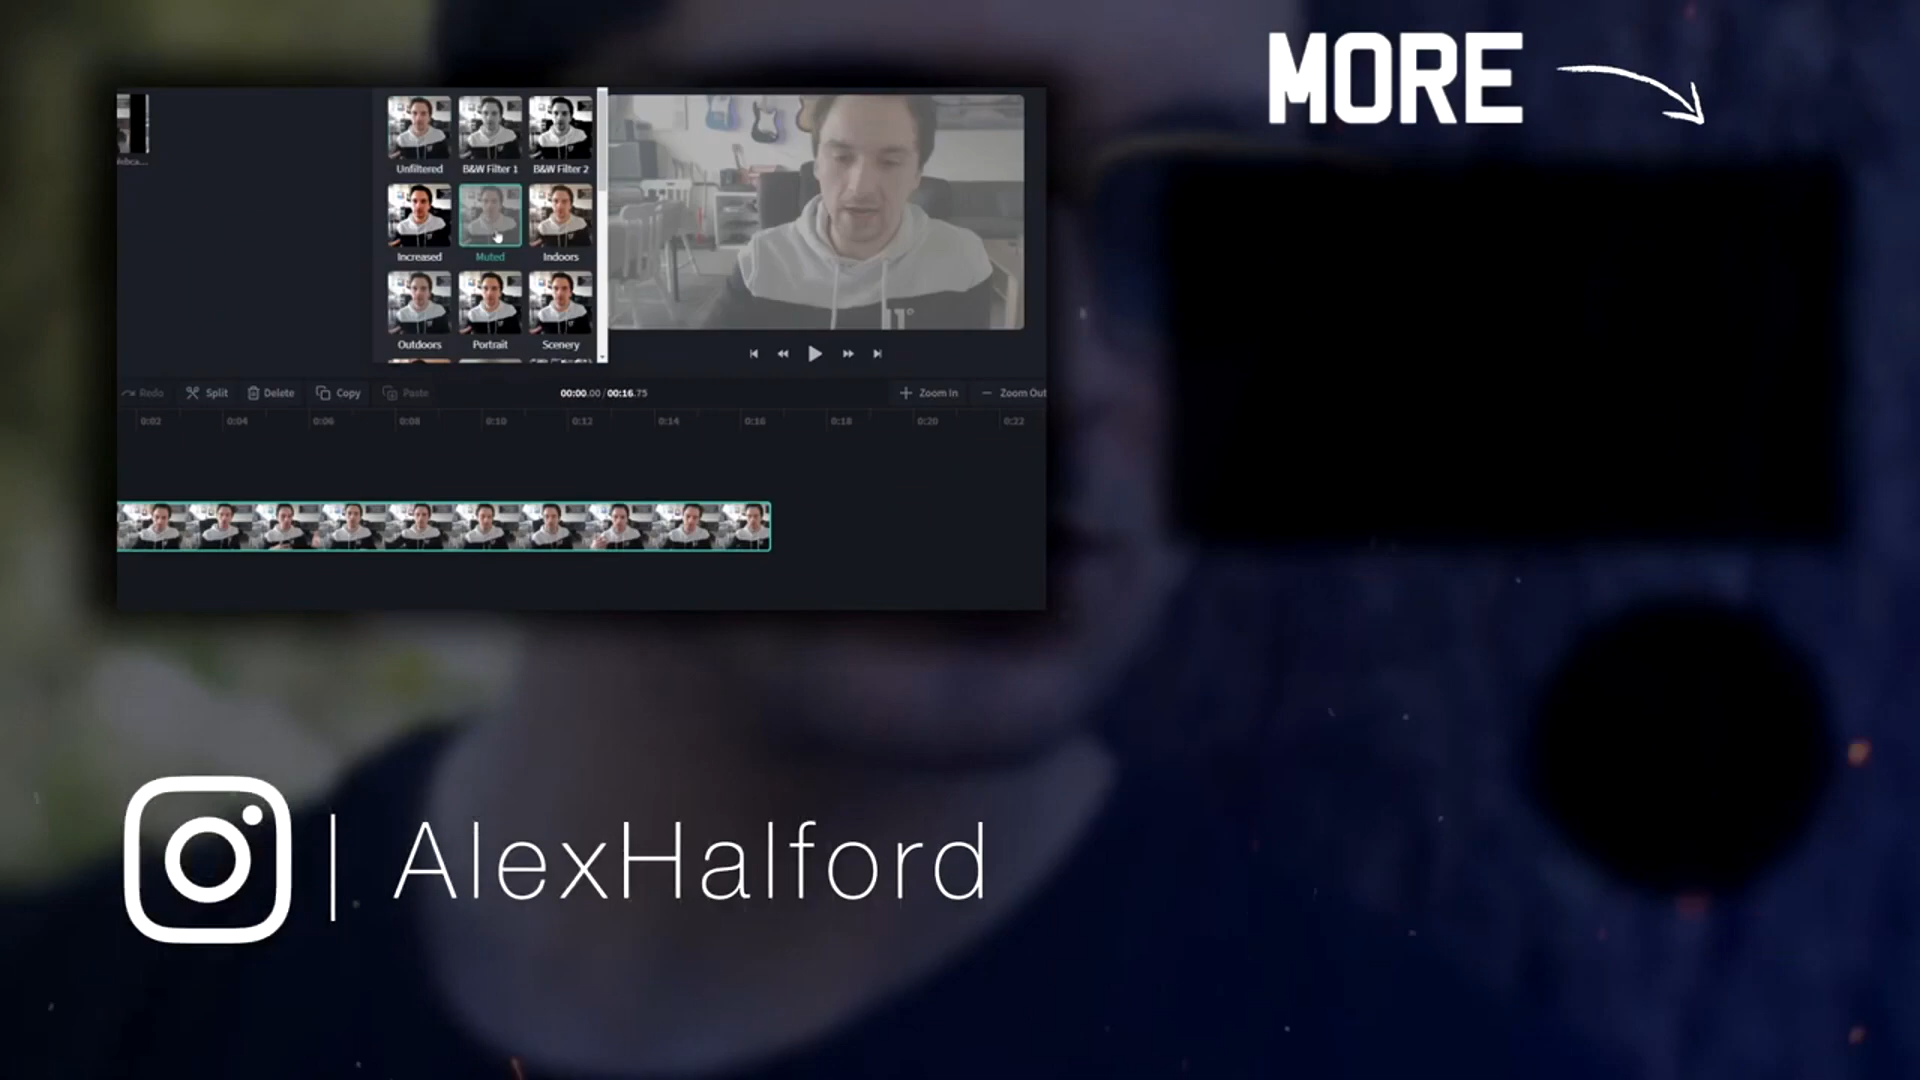 MORE
Unfiltered B&W Filter 1 B&W Filter 2
Increased Muted Indoors
Outdoors Portrait Scenery
Redo Split Delete Copy Paste 00:00.00 / 00:16.75 Zoom In Zoom Out
0:02 0:04 0:06 0:08 0:10 0:12 0:14 0:16 0:18 0:20 0:22
AlexHalford